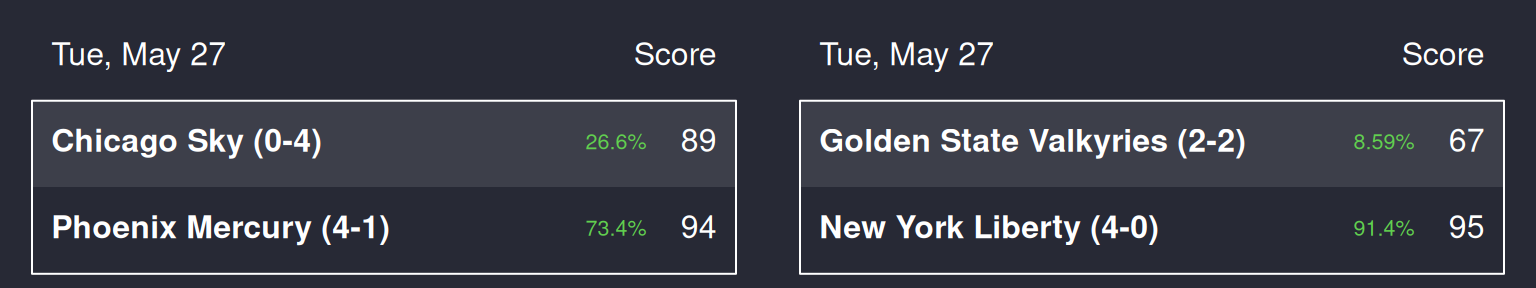 Tue, May 27 Score
Chicago Sky (0-4) 26.6% 89
Phoenix Mercury (4-1) 73.4% 94
Tue, May 27 Score
Golden State Valkyries (2-2) 8.59% 67
New York Liberty (4-0) 91.4% 95